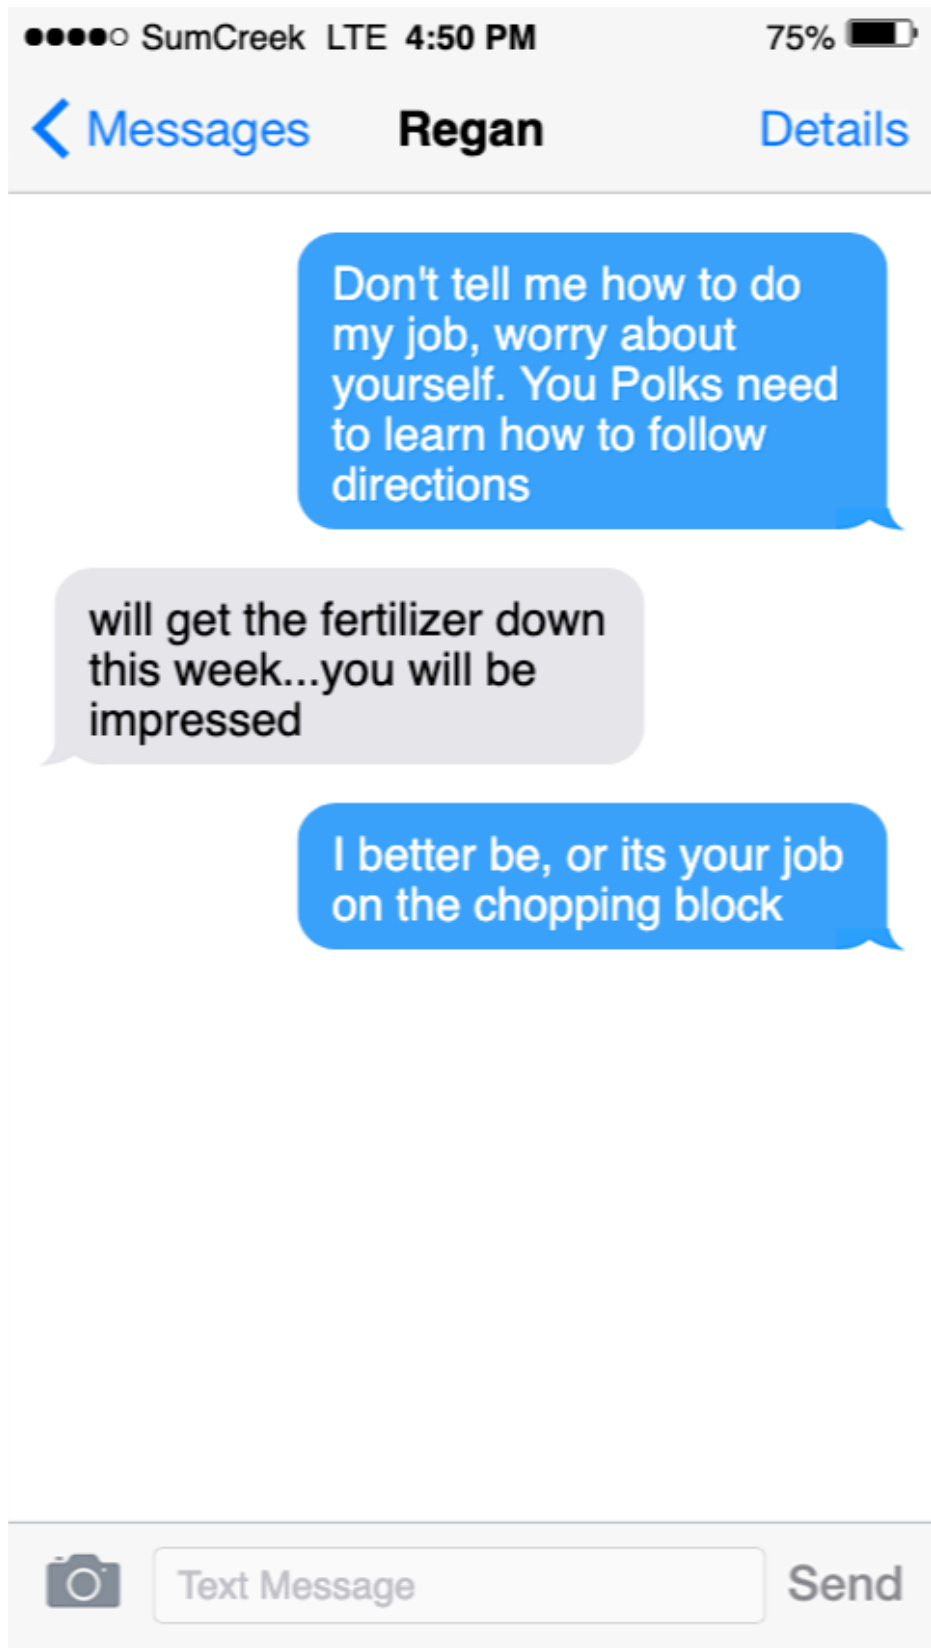 SumCreek LTE 4:50 PM 75%
Messages Regan Details
Don't tell me how to do
my job, worry about
yourself. You Polks need
to learn how to follow
directions
will get the fertilizer down
this week...you will be
impressed
I better be, or its your job
on the chopping block
Text Message Send